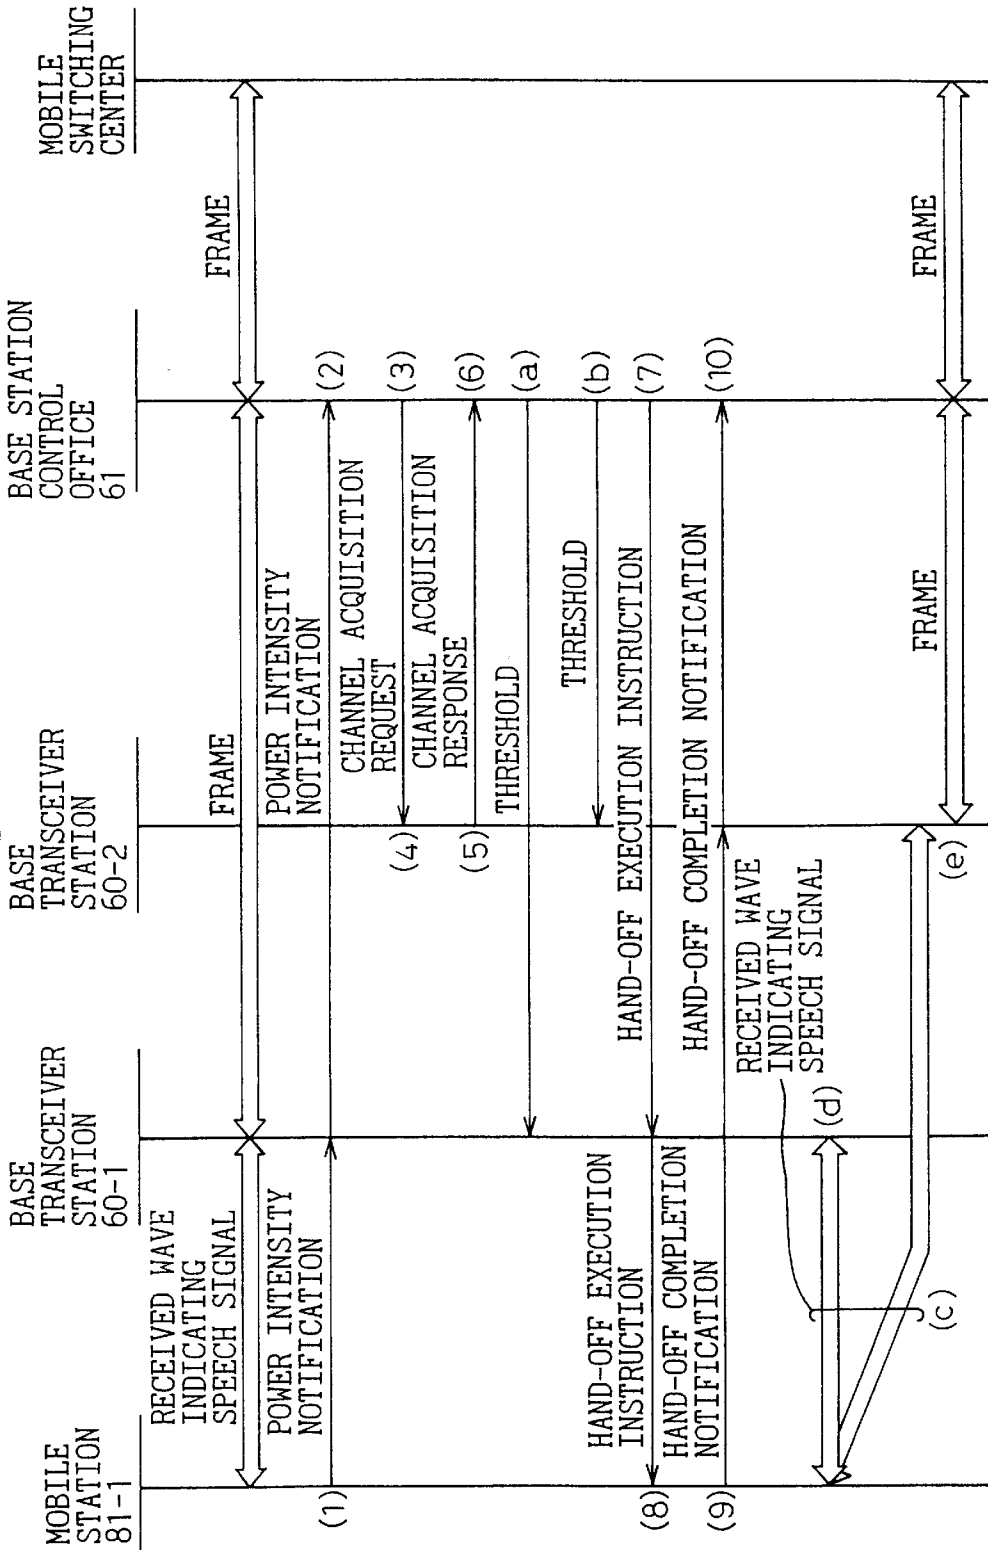 MOBILE
STATION
81-1
BASE
TRANSCEIVER
STATION
60-1
BASE
TRANSCEIVER
STATION
60-2
BASE STATION
CONTROL
OFFICE
61
MOBILE
SWITCHING
CENTER
RECEIVED WAVE
INDICATING
SPEECH SIGNAL
FRAME
FRAME
POWER INTENSITY
NOTIFICATION
POWER INTENSITY
NOTIFICATION
(1)
(2)
CHANNEL ACQUISITION
REQUEST
(4)
(3)
CHANNEL ACQUISITION
RESPONSE
(5)
(6)
THRESHOLD
(a)
THRESHOLD
(b)
HAND-OFF EXECUTION
INSTRUCTION
HAND-OFF EXECUTION INSTRUCTION
(8)
(7)
HAND-OFF COMPLETION
NOTIFICATION
HAND-OFF COMPLETION NOTIFICATION
(9)
(10)
RECEIVED WAVE
INDICATING
SPEECH SIGNAL
(d)
(c)
(e)
FRAME
FRAME